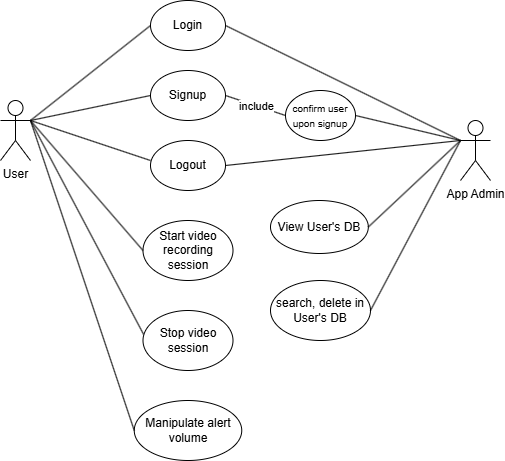 Login
Signup
include
confirm user
upon signup
User
Logout
App Admin
View User's DB
Start video
recording
session
search, delete in
User's DB
Stop video
session
Manipulate alert
volume